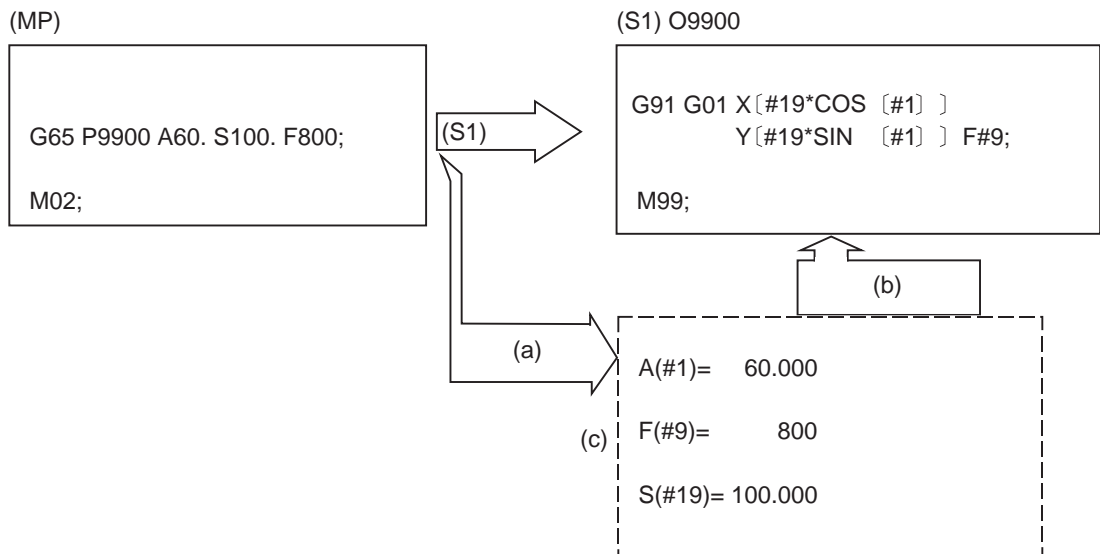 (MP)
G65 P9900 A60. S100. F800;
M02;
(S1)
(S1) O9900
G91 G01 X〔#19*COS 〔#1〕 〕
Y〔#19*SIN 〔#1〕 〕 F#9;
M99;
(a)
(b)
(c)
A(#1)= 60.000
F(#9)= 800
S(#19)= 100.000